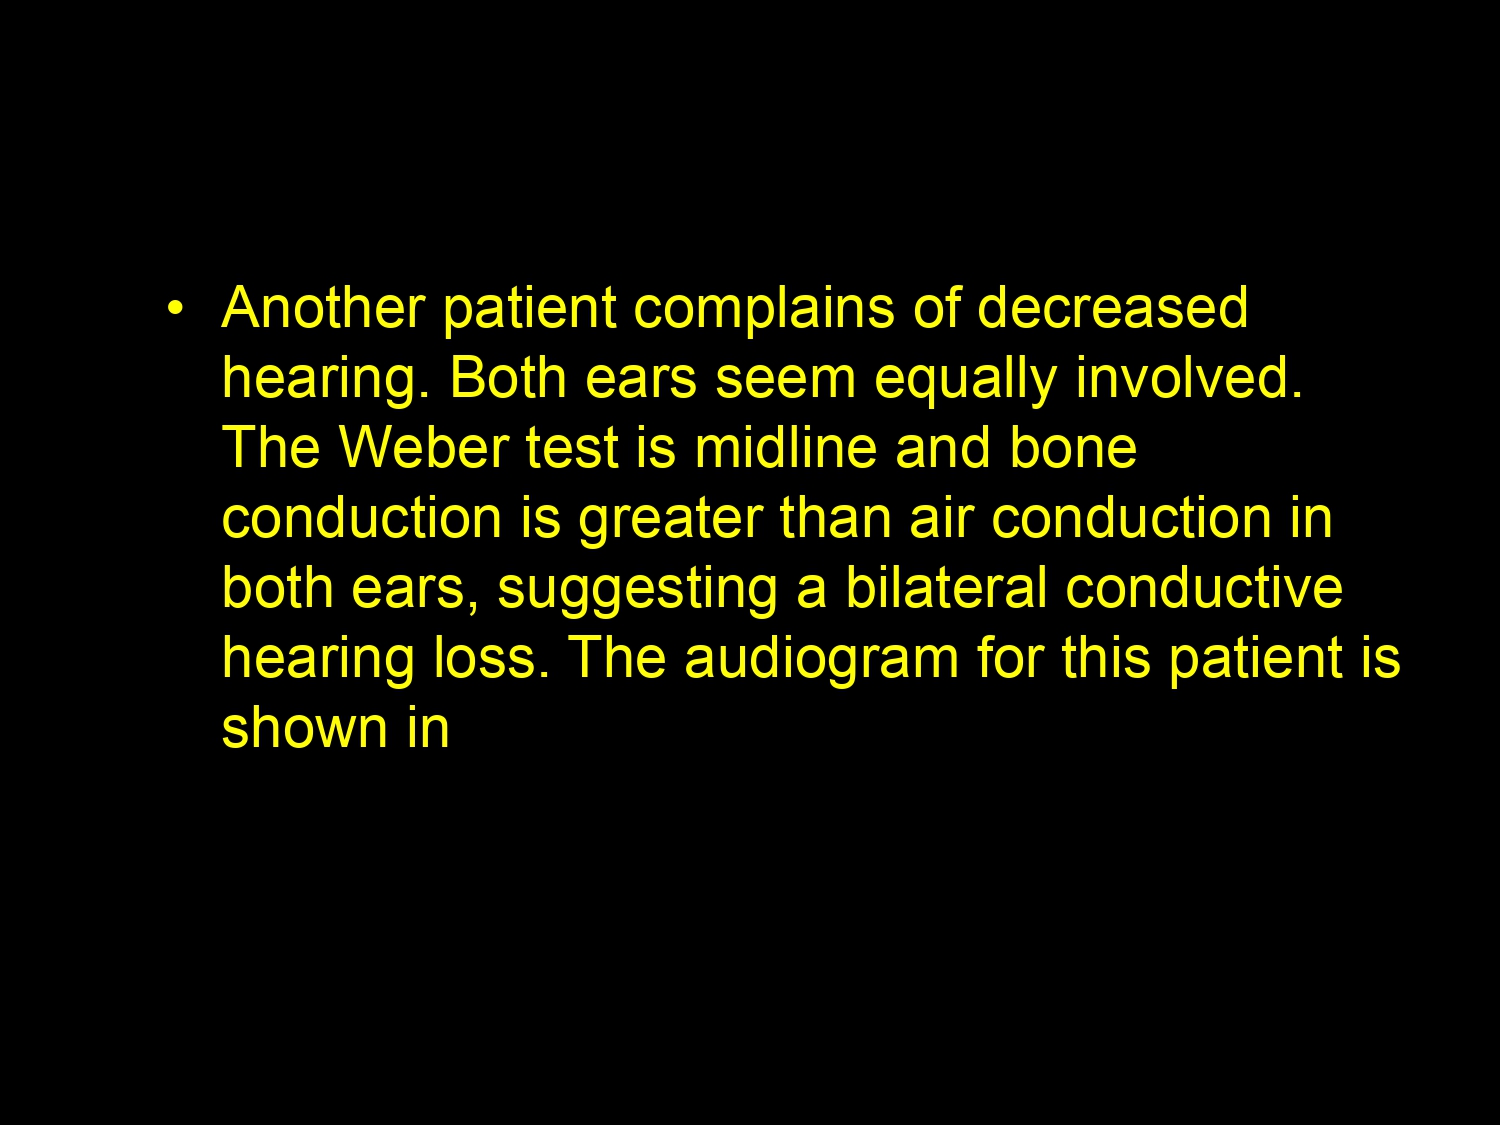 • Another patient complains of decreased
hearing. Both ears seem equally involved.
The Weber test is midline and bone
conduction is greater than air conduction in
both ears, suggesting a bilateral conductive
hearing loss. The audiogram for this patient is
shown in